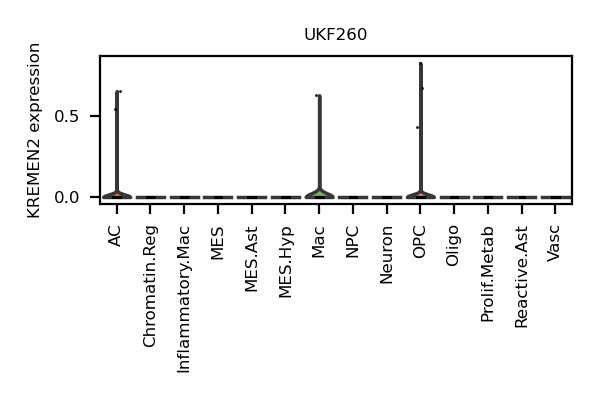 UKF260
KREMEN2 expression
0.5
0.0
AC
Chromatin.Reg
Inflammatory.Mac
MES
MES.Ast
MES.Hyp
Mac
NPC
Neuron
OPC
Oligo
Prolif.Metab
Reactive.Ast
Vasc